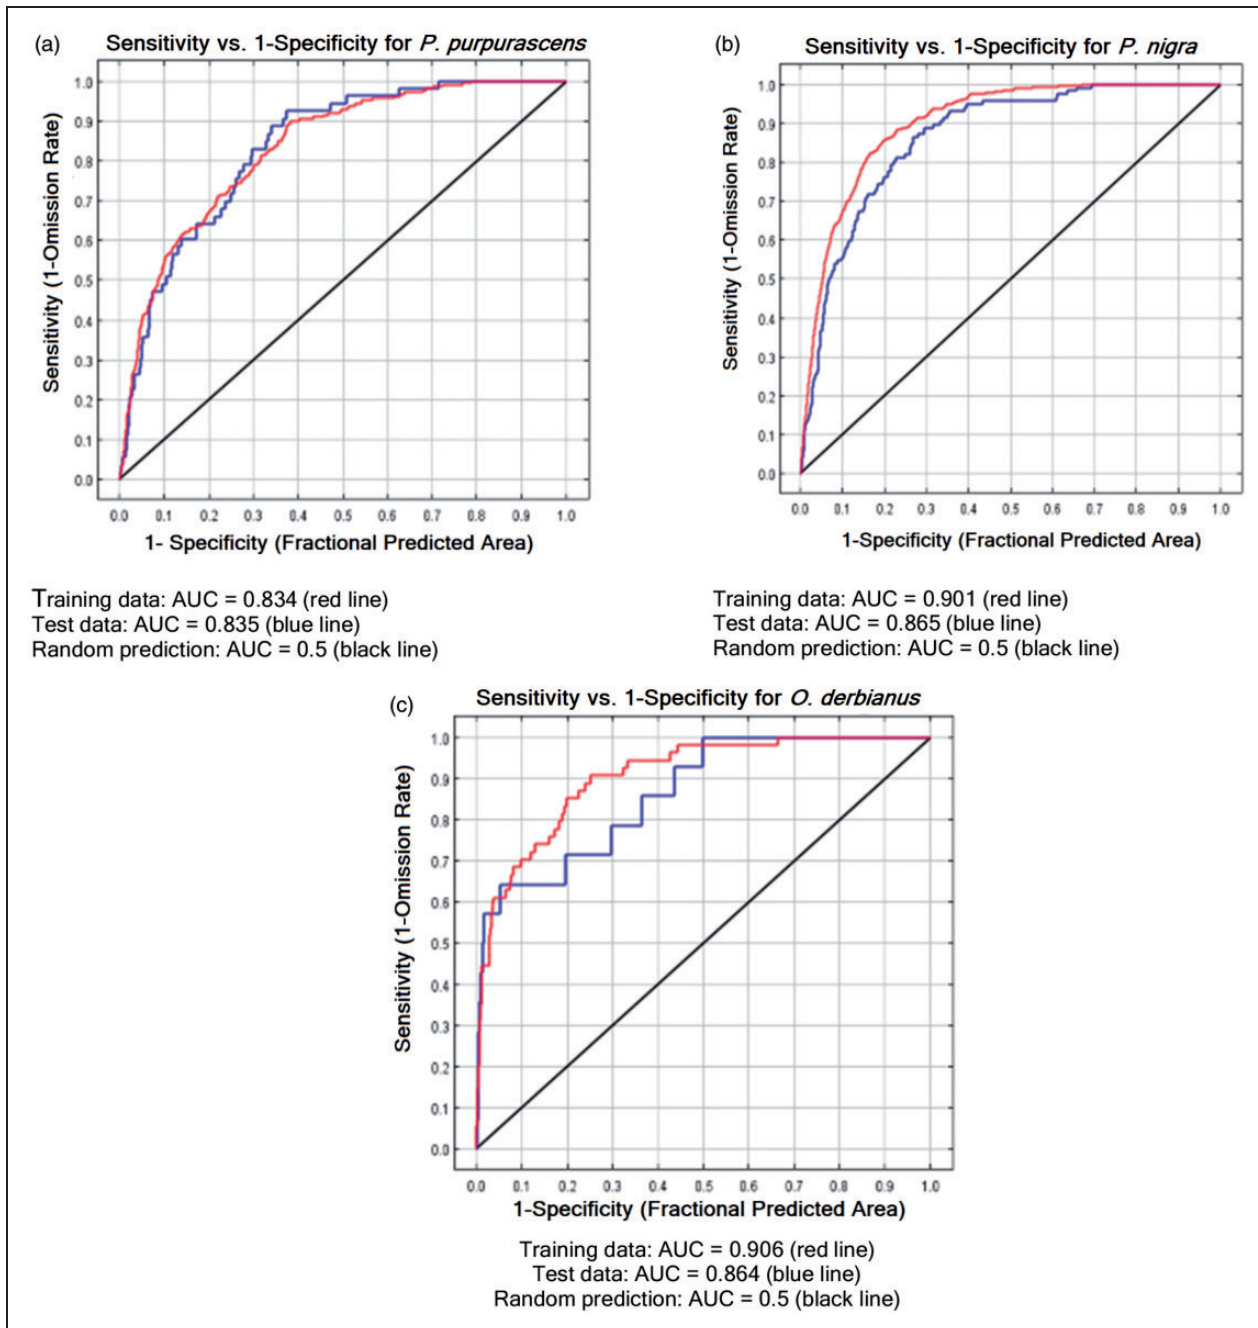 (a)
Sensitivity vs. 1-Specificity for P. purpurascens
Sensitivity (1-Omission Rate)
1.0
0.9
0.8
0.7
0.6
0.5
0.4
0.3
0.2
0.1
0.0
0.0 0.1 0.2 0.3 0.4 0.5 0.6 0.7 0.8 0.9 1.0
1- Specificity (Fractional Predicted Area)
Training data: AUC = 0.834 (red line)
Test data: AUC = 0.835 (blue line)
Random prediction: AUC = 0.5 (black line)
(b)
Sensitivity vs. 1-Specificity for P. nigra
Sensitivity (1-Omission Rate)
1.0
0.9
0.8
0.7
0.6
0.5
0.4
0.3
0.2
0.1
0.0
0.0 0.1 0.2 0.3 0.4 0.5 0.6 0.7 0.8 0.9 1.0
1-Specificity (Fractional Predicted Area)
Training data: AUC = 0.901 (red line)
Test data: AUC = 0.865 (blue line)
Random prediction: AUC = 0.5 (black line)
(c)
Sensitivity vs. 1-Specificity for O. derbianus
Sensitivity (1-Omission Rate)
1.0
0.9
0.8
0.7
0.6
0.5
0.4
0.3
0.2
0.1
0.0
0.0 0.1 0.2 0.3 0.4 0.5 0.6 0.7 0.8 0.9 1.0
1-Specificity (Fractional Predicted Area)
Training data: AUC = 0.906 (red line)
Test data: AUC = 0.864 (blue line)
Random prediction: AUC = 0.5 (black line)